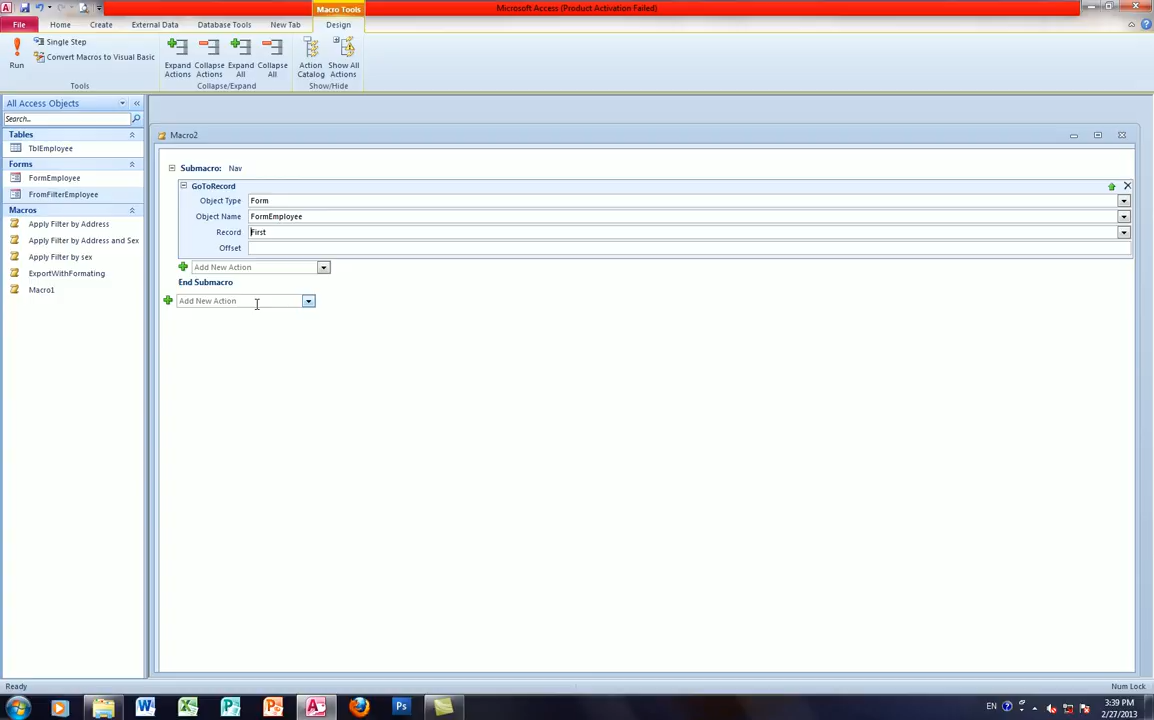 Microsoft Access (Product Activation Failed)
Macro Tools
File Home Create External Data Database Tools New Tab Design
Run
Single Step
Convert Macros to Visual Basic
Expand Actions
Collapse Actions
Expand All
Collapse All
Action Catalog
Show All Actions
Tools Collapse/Expand Show/Hide
All Access Objects
Search...
Tables
TblEmployee
Forms
FormEmployee
FromFilterEmployee
Macros
Apply Filter by Address
Apply Filter by Address and Sex
Apply Filter by sex
ExportWithFormating
Macro1
Macro2
Submacro: Nav
GoToRecord
Object Type Form
Object Name FormEmployee
Record First
Offset
Add New Action
End Submacro
Add New Action
Ready
Num Lock
EN
3:39 PM
2/27/2013